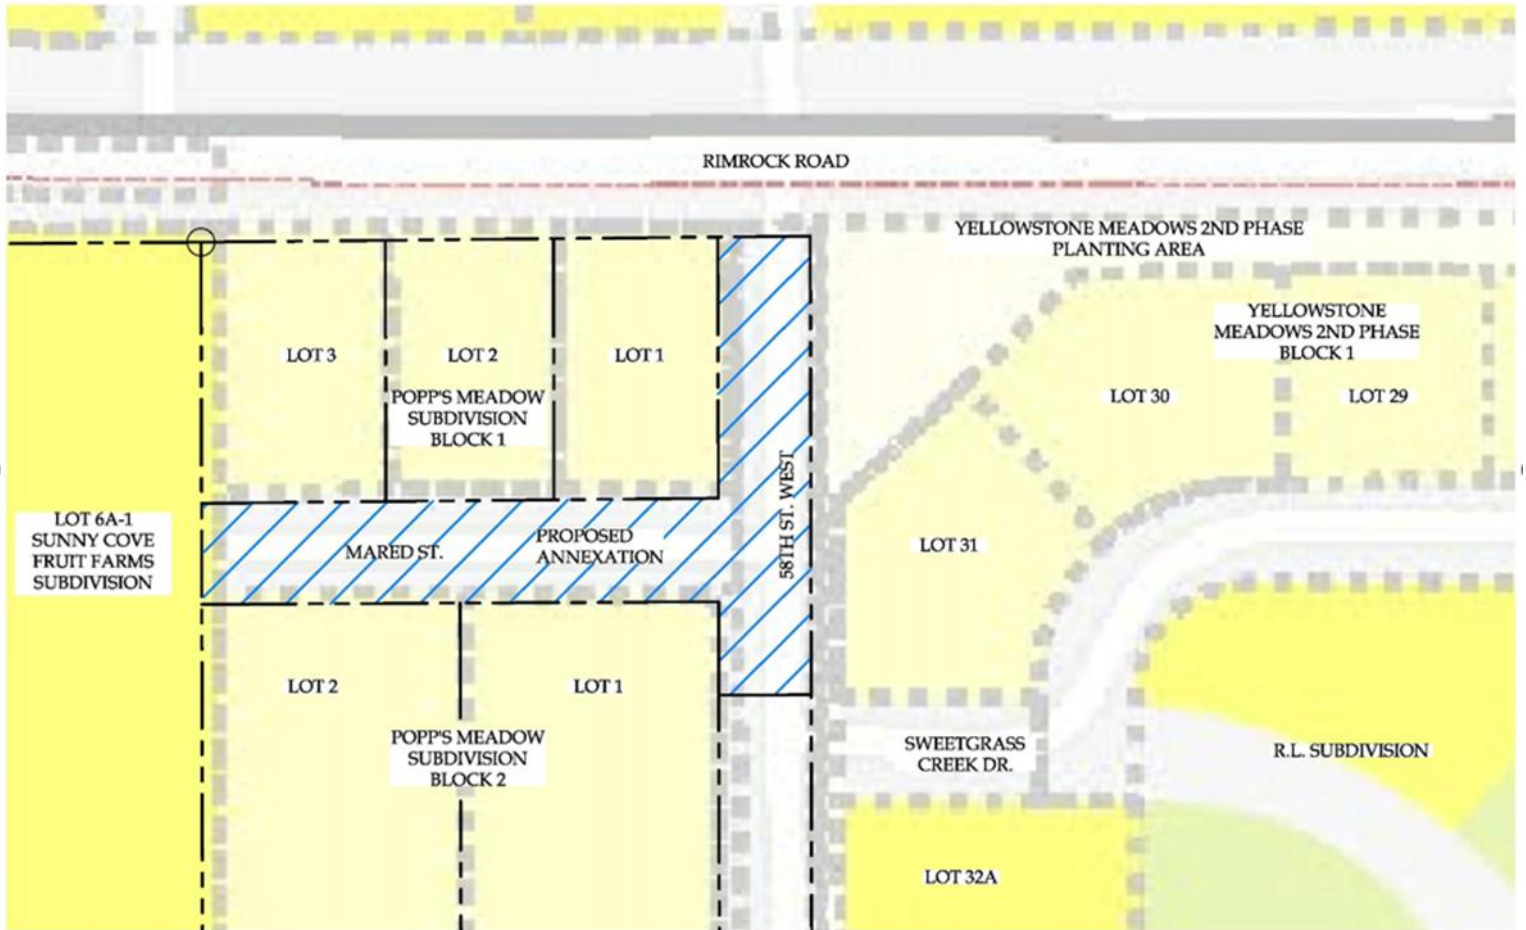 RIMROCK ROAD
YELLOWSTONE MEADOWS 2ND PHASE
PLANTING AREA
YELLOWSTONE
MEADOWS 2ND PHASE
BLOCK 1
LOT 3
LOT 2
LOT 1
POPP'S MEADOW
SUBDIVISION
BLOCK 1
LOT 30
LOT 29
58TH ST. WEST
LOT 6A-1
SUNNY COVE
FRUIT FARMS
SUBDIVISION
MARED ST.
PROPOSED
ANNEXATION
LOT 31
LOT 2
LOT 1
POPP'S MEADOW
SUBDIVISION
BLOCK 2
SWEETGRASS
CREEK DR.
R.L. SUBDIVISION
LOT 32A